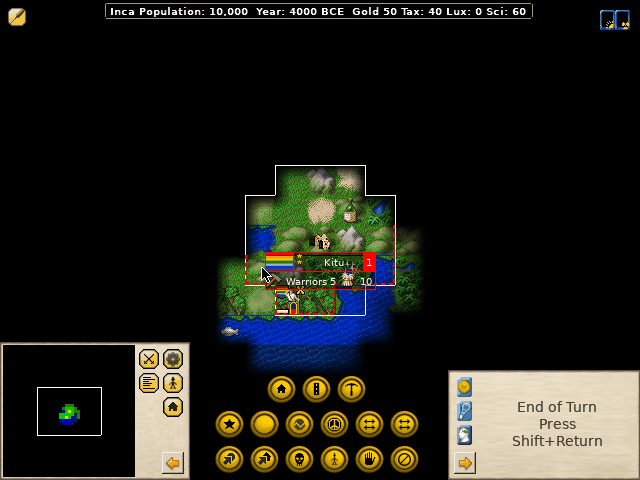 Inca Population: 10,000 Year: 4000 BCE Gold 50 Tax: 40 Lux: 0 Sci: 60
Kitu 1
Warriors 5 10
End of Turn
Press
Shift+Return